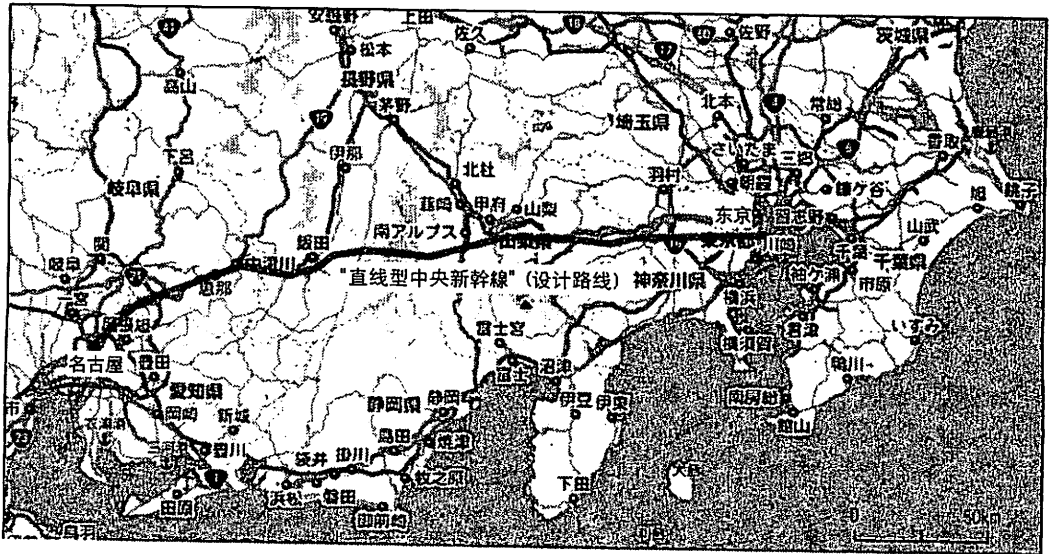 安曇野
上田
佐久
佐野
茨城県
松本
長野県
高山
茅野
北本
常総
埼玉県
さいたま
三郷
香取
伊那
下呂
北杜
羽村
朝霞
鎌ケ谷
旭
銚子
岐阜県
韮崎
甲府
山梨
东京
習志野
南アルプス
山梨県
東京都
川崎
山武
飯田
関
中津川
千葉
千葉県
岐阜
恵那
"直线型中央新幹線" (设计路线)
神奈川県
袖ケ浦
市原
一宮
横浜
君津
富士宮
いすみ
横須賀
名古屋
豊田
富士
沼津
鴨川
愛知県
静岡県
静岡
伊豆
伊東
南房総
岡崎
新城
館山
島田
焼津
豊川
袋井
掛川
牧之原
下田
浜松
磐田
田原
御前崎
0
50km